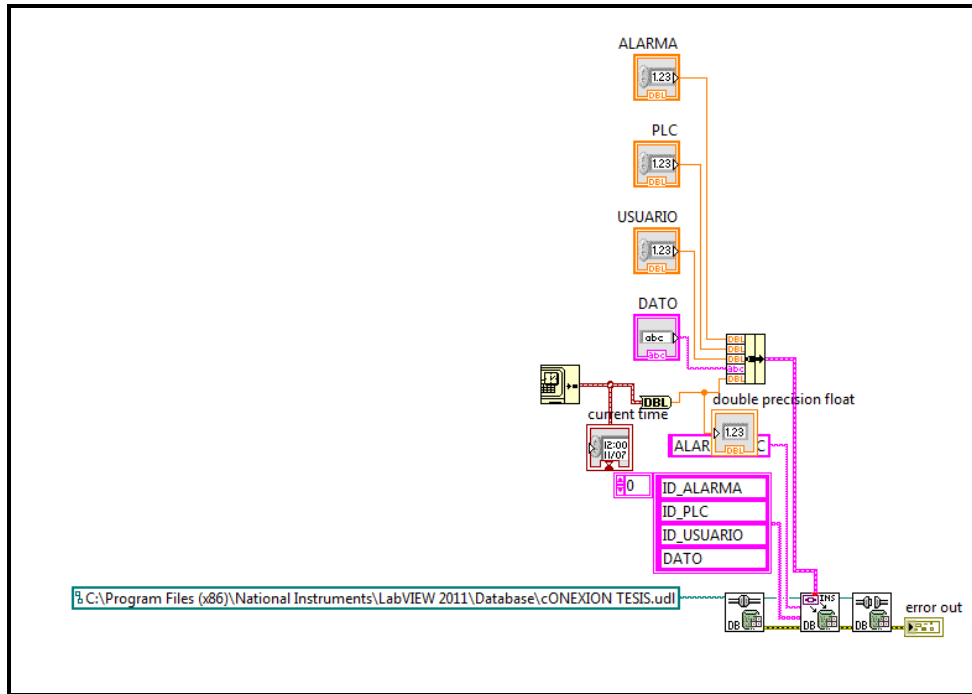 ALARMA
1.23
DBL
PLC
1.23
DBL
USUARIO
1.23
DBL
DATO
abc
abc
DBL
DBL
DBL
abc
DBL
DBL
current time
double precision float
12:00
11/07
1.23
DBL
0
ID_ALARMA
ID_PLC
ID_USUARIO
DATO
C:\Program Files (x86)\National Instruments\LabVIEW 2011\Database\cONEXION TESIS.udl
DB
INS
DB
DB
error out